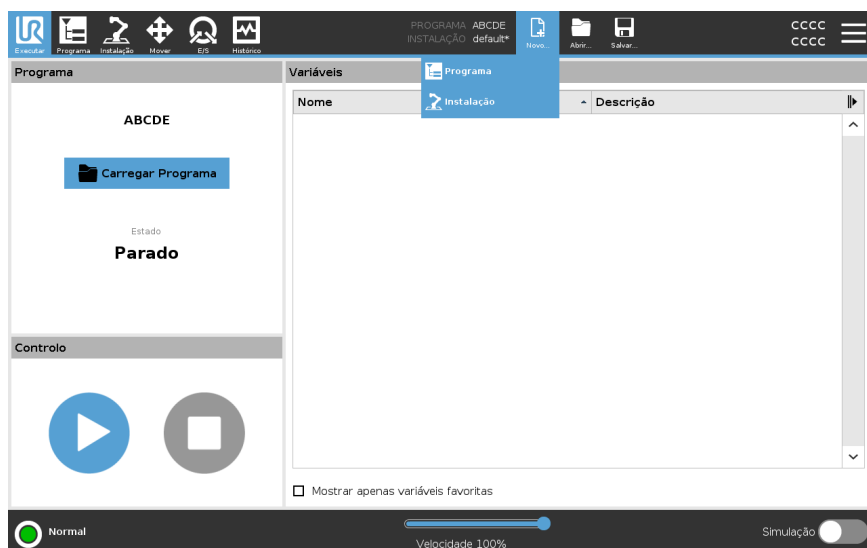 UR
Executar
Programa
Instalação
Mover
E/S
Histórico
PROGRAMA ABCDE
INSTALAÇÃO default*
Novo...
Abrir...
Salvar...
CCCC
CCCC
Programa
Instalação
Programa
ABCDE
Carregar Programa
Estado
Parado
Controlo
Variáveis
Nome
Descrição
Mostrar apenas variáveis favoritas
Normal
Velocidade 100%
Simulação